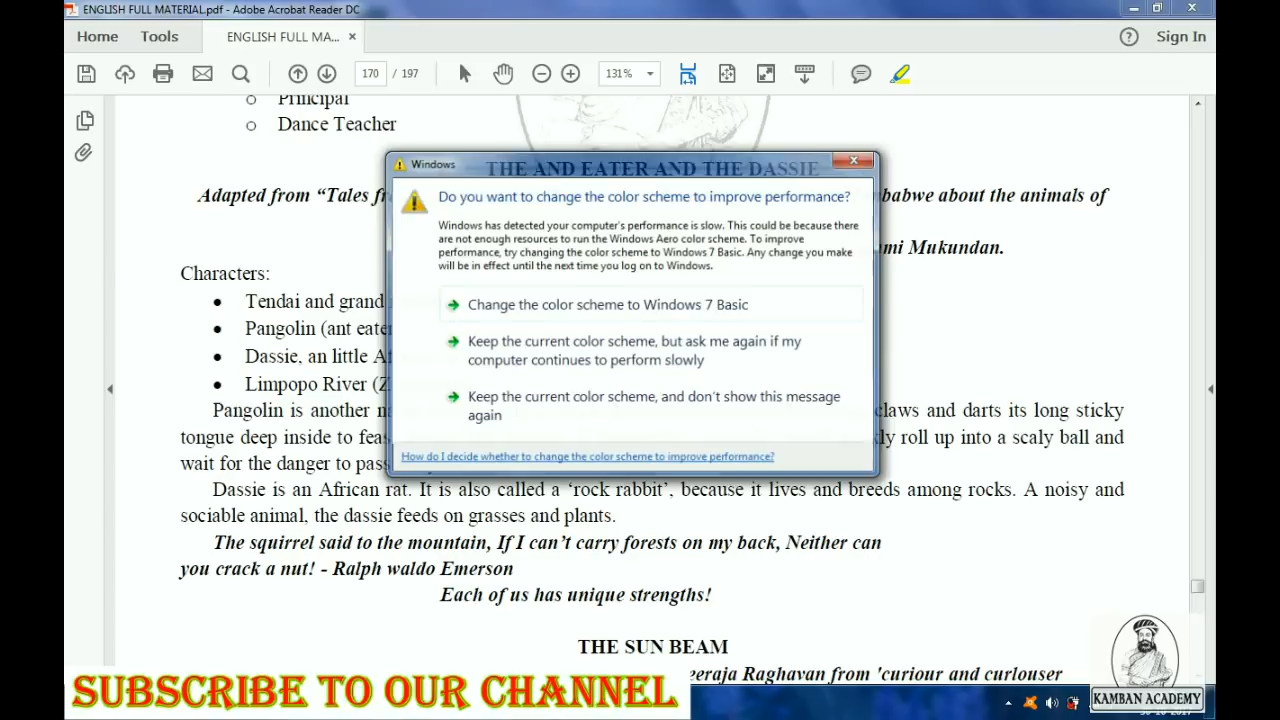 ENGLISH FULL MATERIAL.pdf - Adobe Acrobat Reader DC
Home Tools ENGLISH FULL MA... × Sign In
170 / 197 131%
Principal
Dance Teacher
THE AND EATER AND THE DASSIE
Adapted from “Tales babwe about the animals of
Mukundan.
Characters:
Tendai and grand
Pangolin (ant eate
Dassie, an little
Limpopo River
Pangolin is another claws and darts its long sticky
tongue deep inside to roll up into a scaly ball and
wait for the danger to
Dassie is an African rat. It is also called a ‘rock rabbit’, because it lives and breeds among rocks. A noisy and
sociable animal, the dassie feeds on grasses and plants.
The squirrel said to the mountain, If I can’t carry forests on my back, Neither can
you crack a nut! - Ralph waldo Emerson
Each of us has unique strengths!
THE SUN BEAM
eeraja Raghavan from 'curiour and curlouser
Windows
Do you want to change the color scheme to improve performance?
Windows has detected your computer's performance is slow. This could be because there
are not enough resources to run the Windows Aero color scheme. To improve
performance, try changing the color scheme to Windows 7 Basic. Any change you make
will be in effect until the next time you log on to Windows.
Change the color scheme to Windows 7 Basic
Keep the current color scheme, but ask me again if my
computer continues to perform slowly
Keep the current color scheme, and don't show this message
again
How do I decide whether to change the color scheme to improve performance?
SUBSCRIBE TO OUR CHANNEL
KAMBAN ACADEMY